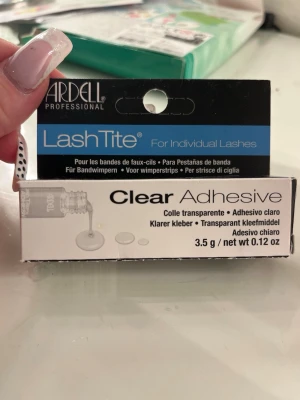 ARDELL
PROFESSIONAL
LashTite® For Individual Lashes
Pour les bandes de faux-cils • Para Pestañas de banda
Für Bandwimpern • Voor wimperstrips • Per strisce di ciglia
Clear Adhesive
Colle transparente • Adhesivo claro
Klarer kleber • Transparant kleefmiddel
Adesivo chiaro
3.5 g / net wt 0.12 oz